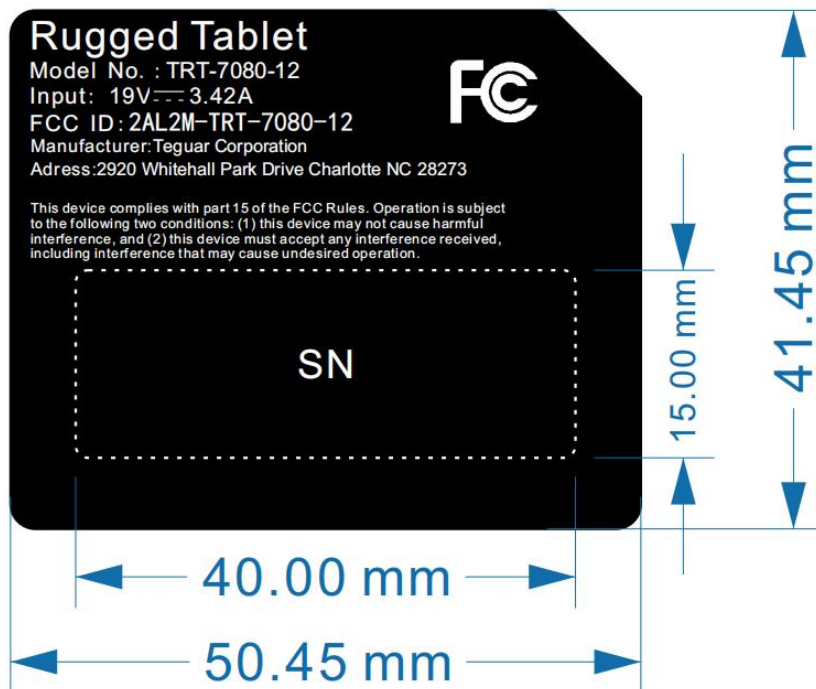 Rugged Tablet
Model No. : TRT-7080-12
Input: 19V⎓3.42A
FCC ID: 2AL2M-TRT-7080-12
Manufacturer:Teguar Corporation
Adress:2920 Whitehall Park Drive Charlotte NC 28273
FC
This device complies with part 15 of the FCC Rules. Operation is subject
to the following two conditions: (1) this device may not cause harmful
interference, and (2) this device must accept any interference received,
including interference that may cause undesired operation.
SN
15.00 mm
41.45 mm
40.00 mm
50.45 mm